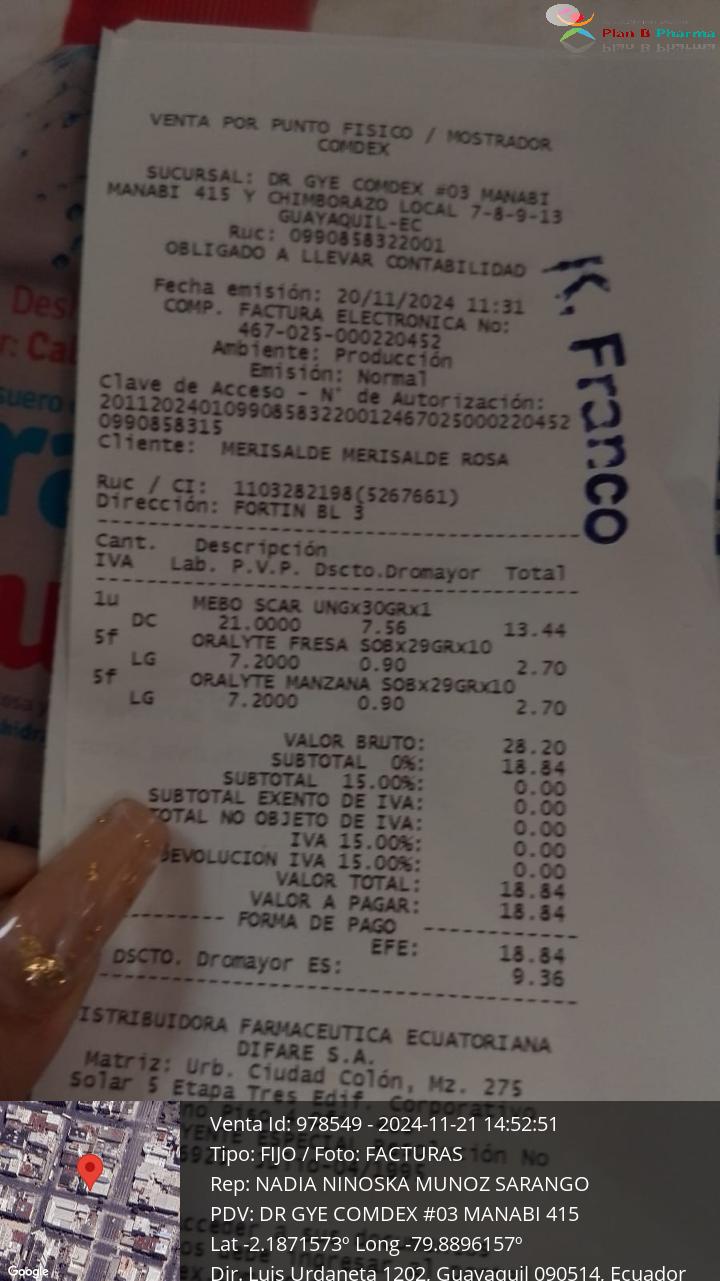 Plan B Pharma
VENTA POR PUNTO FISICO / MOSTRADOR
COMDEX
SUCURSAL: DR GYE COMDEX #03 MANABI
MANABI 415 Y CHIMBORAZO LOCAL 7-8-9-13
GUAYAQUIL-EC
Ruc: 0990858322001
OBLIGADO A LLEVAR CONTABILIDAD
K. Franco
Fecha emisión: 20/11/2024 11:31
COMP. FACTURA ELECTRONICA No:
467-025-000220452
Ambiente: Producción
Emisión: Normal
Clave de Acceso - N° de Autorización:
201120240109908583220012467025000220452
0990858315
Cliente: MERISALDE MERISALDE ROSA
Ruc / CI: 1103282198(5267661)
Dirección: FORTIN BL 3
Cant. Descripción
IVA Lab. P.V.P. Dscto.Dromayor Total
1u MEBO SCAR UNGx30GRx1
DC 21.0000 7.56 13.44
5f ORALYTE FRESA SOBx29GRx10
LG 7.2000 0.90 2.70
5f ORALYTE MANZANA SOBx29GRx10
LG 7.2000 0.90 2.70
VALOR BRUTO: 28.20
SUBTOTAL 0%: 18.84
SUBTOTAL 15.00%: 0.00
SUBTOTAL EXENTO DE IVA: 0.00
TOTAL NO OBJETO DE IVA: 0.00
IVA 15.00%: 0.00
DEVOLUCION IVA 15.00%: 0.00
VALOR TOTAL: 18.84
VALOR A PAGAR: 18.84
-------- FORMA DE PAGO ----------
EFE: 18.84
DSCTO. Dromayor ES: 9.36
ISTRIBUIDORA FARMACEUTICA ECUATORIANA
DIFARE S.A.
Matriz: Urb. Ciudad Colón, Mz. 275
Solar 5 Etapa Tres Edif. Corporativo
Venta Id: 978549 - 2024-11-21 14:52:51
Tipo: FIJO / Foto: FACTURAS
Rep: NADIA NINOSKA MUNOZ SARANGO
PDV: DR GYE COMDEX #03 MANABI 415
Lat -2.1871573º Long -79.8896157º
Dir. Luis Urdaneta 1202, Guayaquil 090514, Ecuador
Google